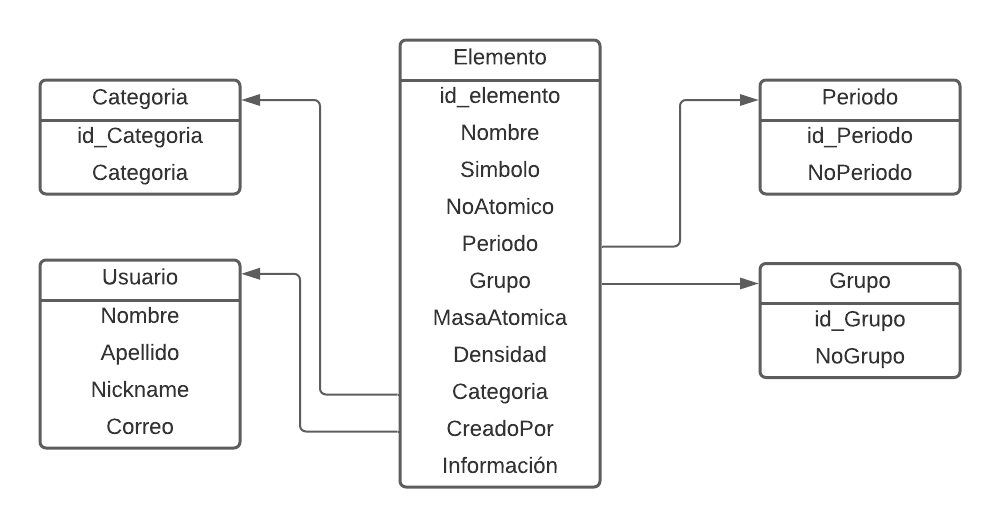 Categoria
id_Categoria
Categoria
Usuario
Nombre
Apellido
Nickname
Correo
Elemento
id_elemento
Nombre
Simbolo
NoAtomico
Periodo
Grupo
MasaAtomica
Densidad
Categoria
CreadoPor
Información
Periodo
id_Periodo
NoPeriodo
Grupo
id_Grupo
NoGrupo